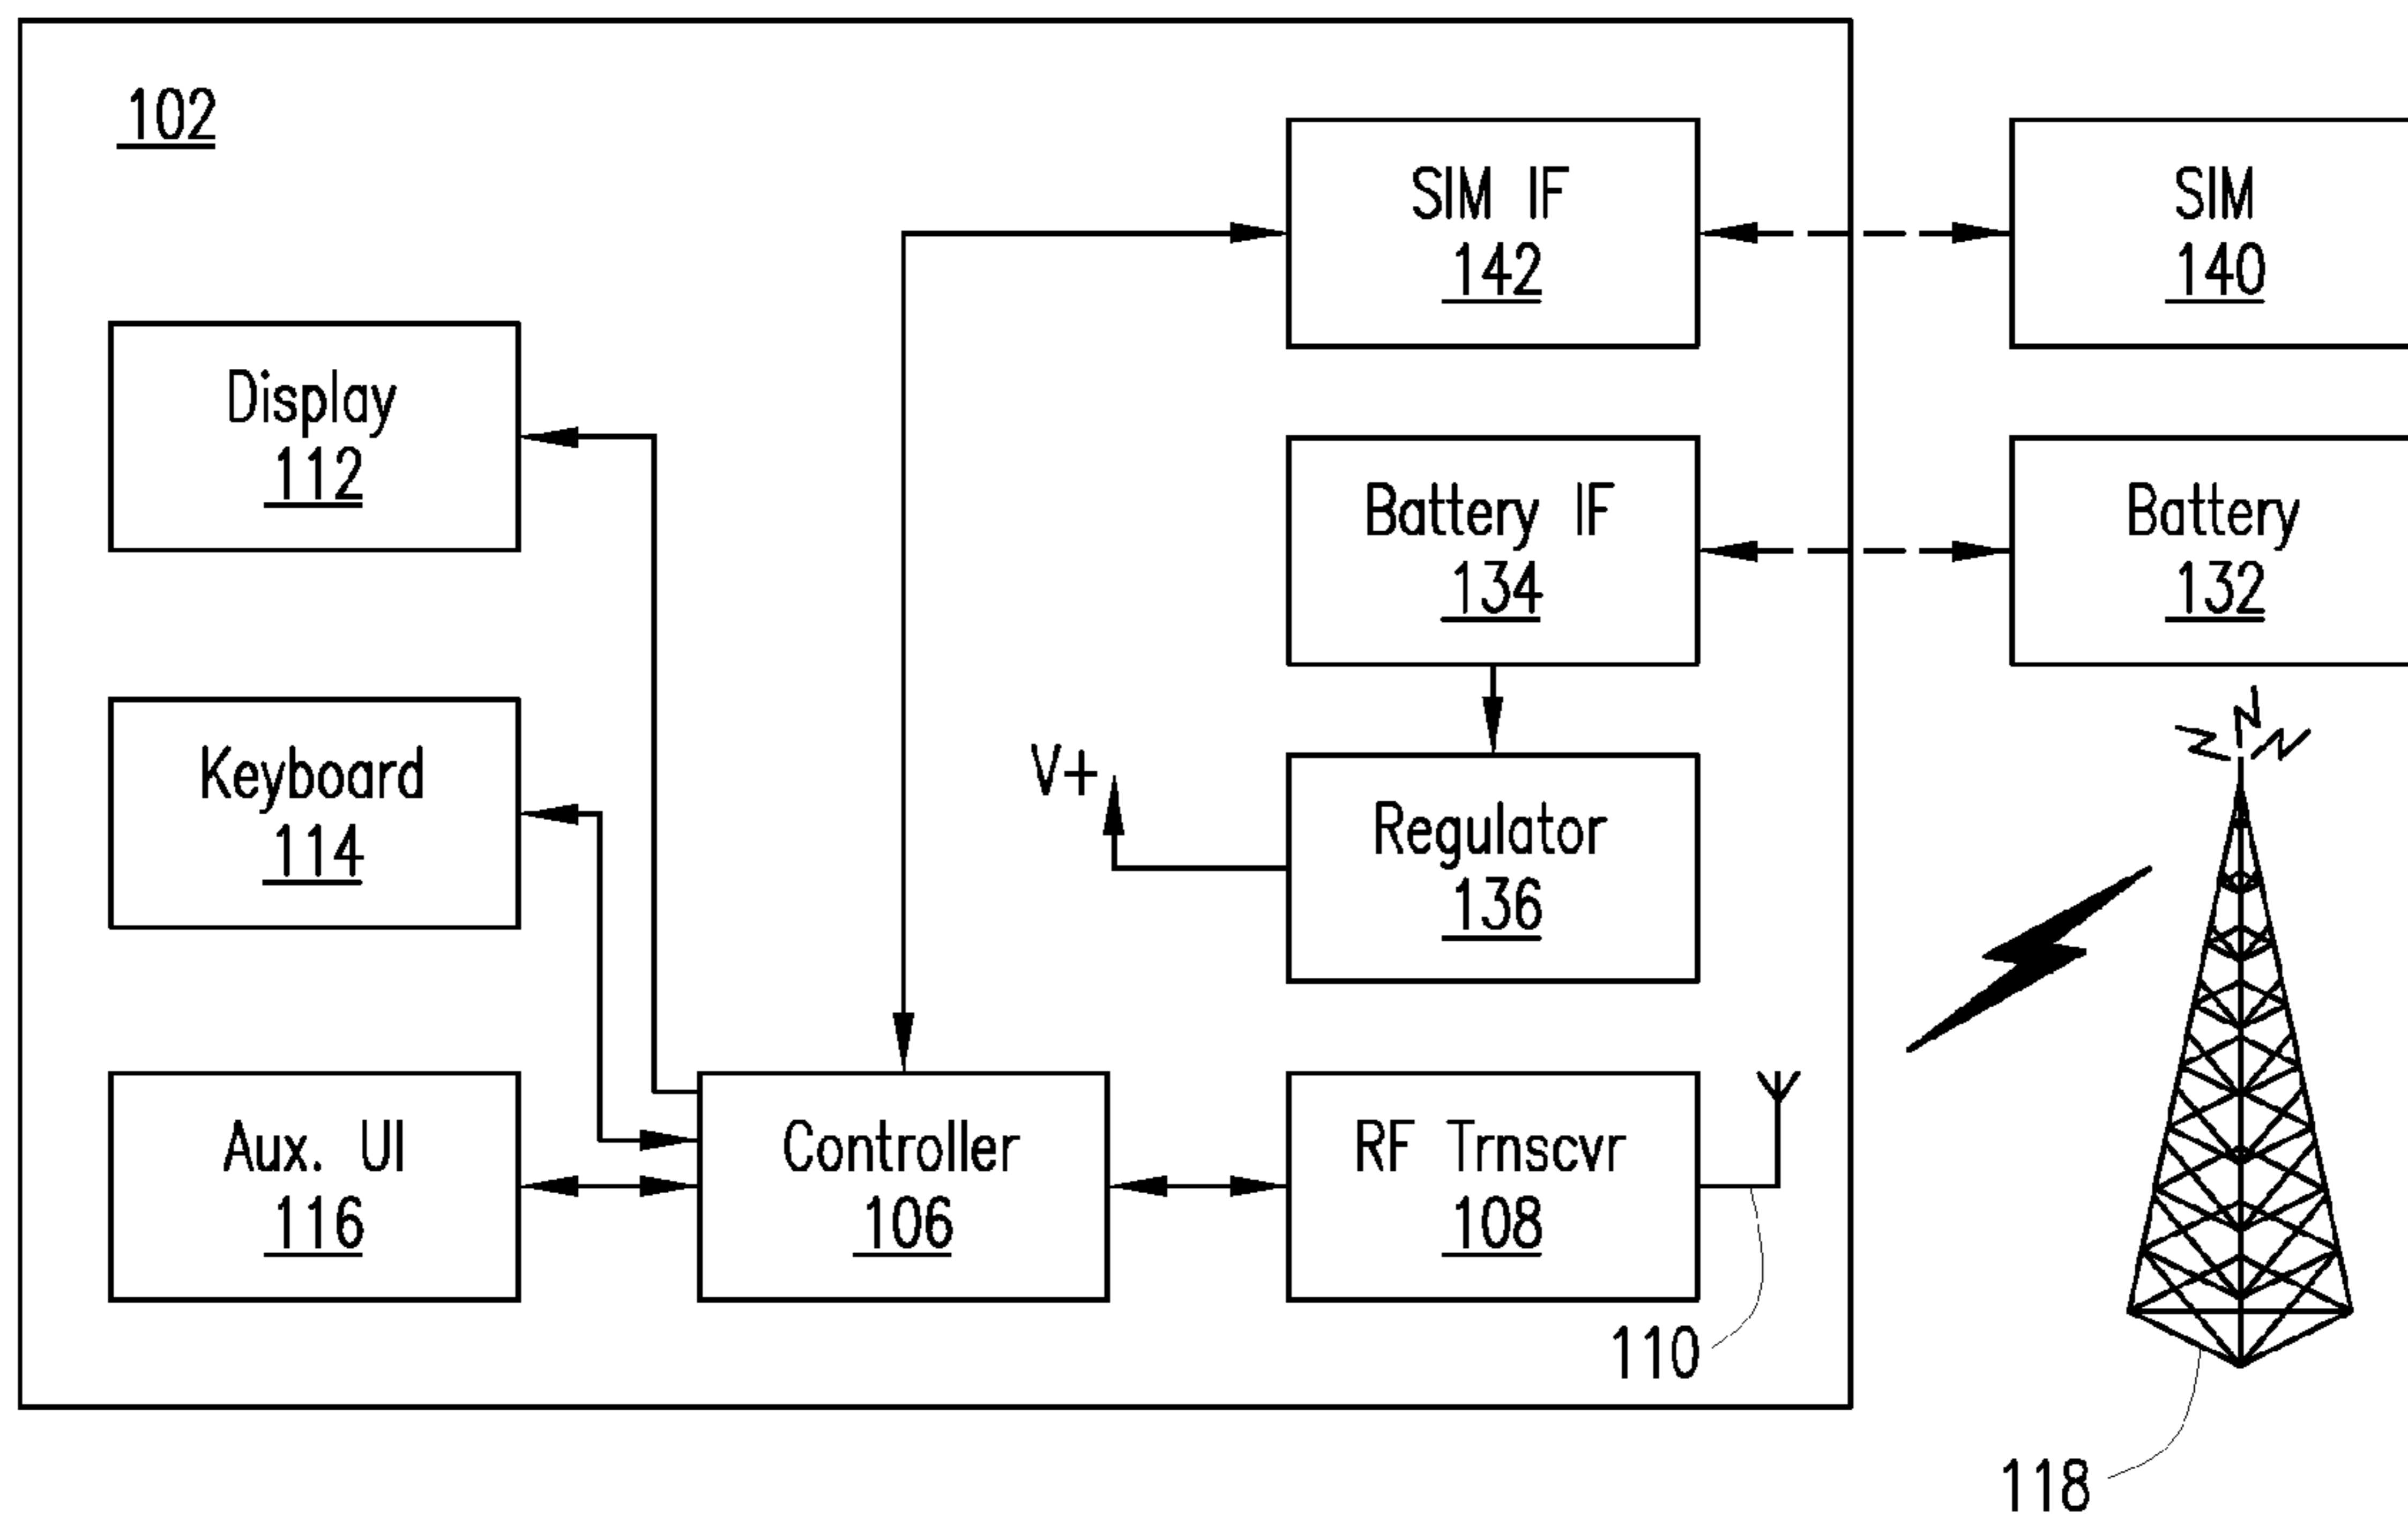 102
SIM IF
142
SIM
140
Display
112
Battery IF
134
Battery
132
Keyboard
114
V+
Regulator
136
Aux. UI
116
Controller
106
RF Trnscvr
108
110
118